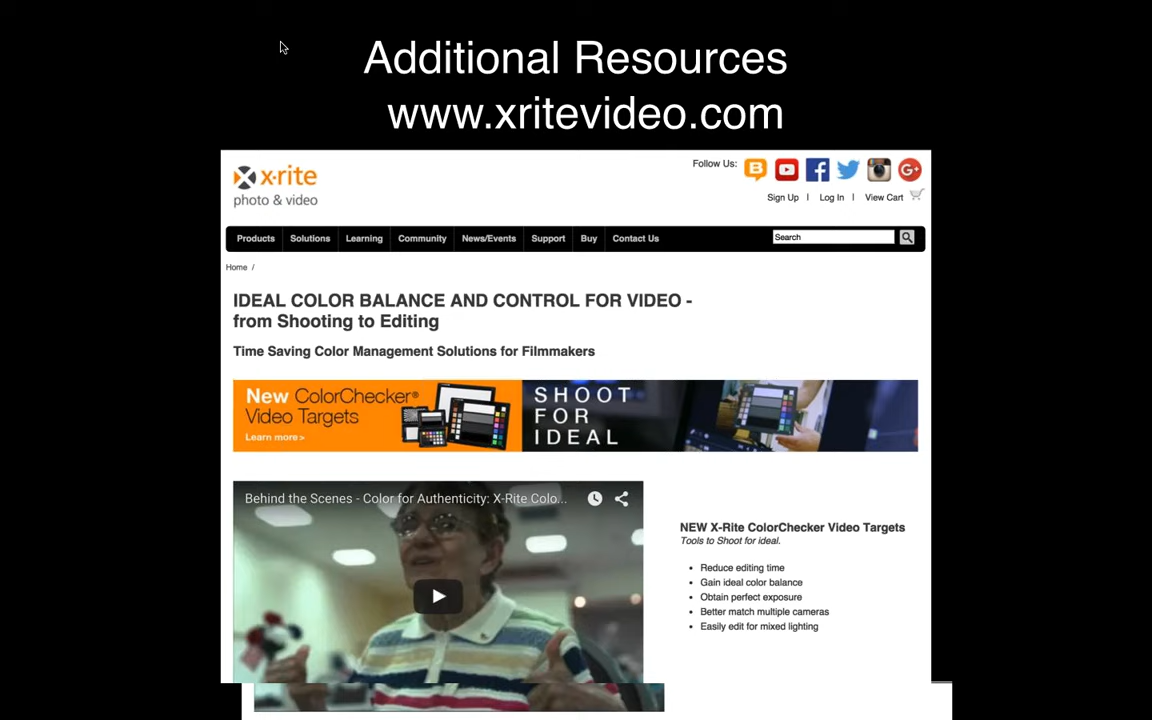 Additional Resources
www.xritevideo.com
x·rite
photo & video
Follow Us:
Sign Up | Log In | View Cart
Products Solutions Learning Community News/Events Support Buy Contact Us Search
Home /
IDEAL COLOR BALANCE AND CONTROL FOR VIDEO -
from Shooting to Editing
Time Saving Color Management Solutions for Filmmakers
New ColorChecker®
Video Targets
Learn more >
SHOOT
FOR
IDEAL
Behind the Scenes - Color for Authenticity: X-Rite Colo...
NEW X-Rite ColorChecker Video Targets
Tools to Shoot for ideal.
• Reduce editing time
• Gain ideal color balance
• Obtain perfect exposure
• Better match multiple cameras
• Easily edit for mixed lighting